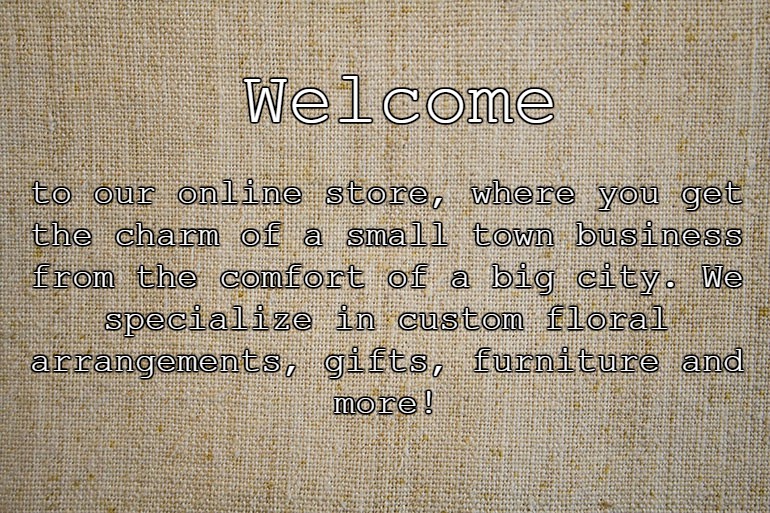 Welcome
to our online store, where you get
the charm of a small town business
from the comfort of a big city. We
specialize in custom floral
arrangements, gifts, furniture and
more!